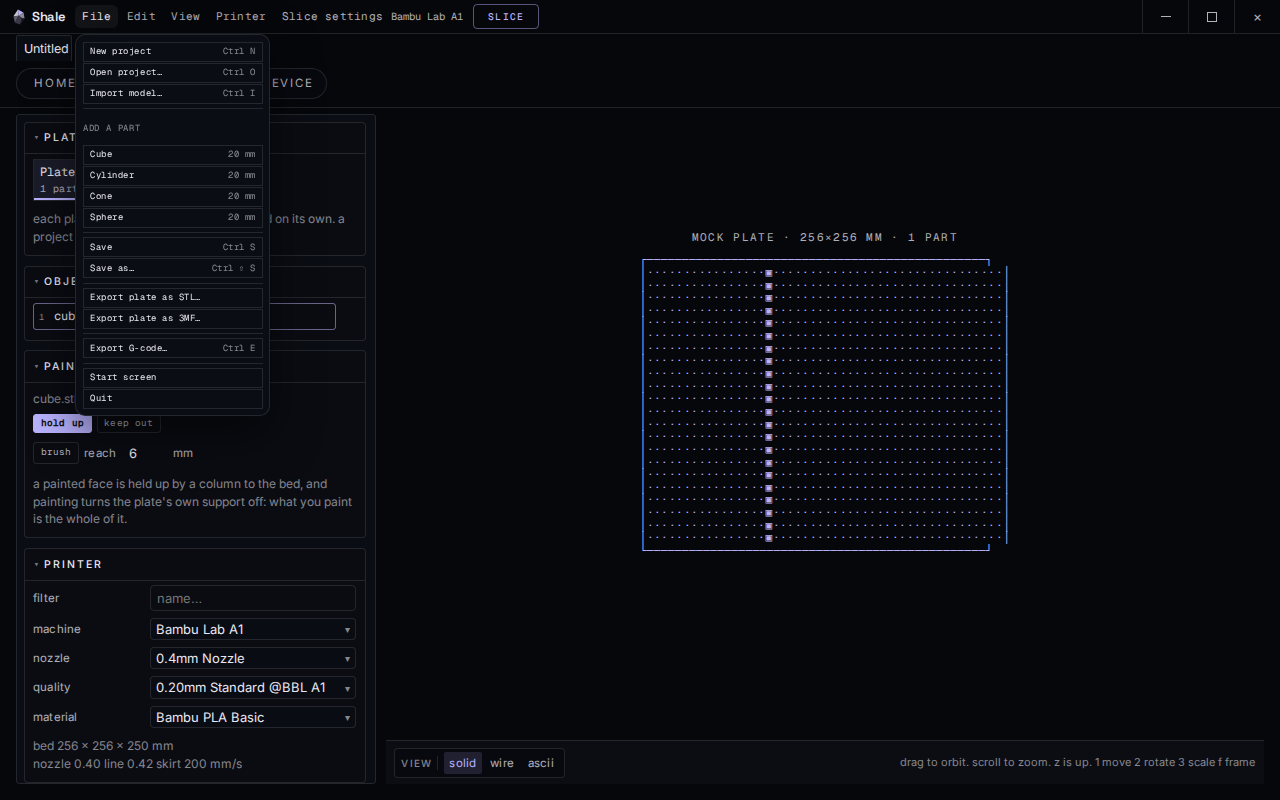 Shale File Edit View Printer Slice settings Bambu Lab A1 SLICE
Untitled
HOME EVICE
New project Ctrl N
Open project… Ctrl O
Import model… Ctrl I
ADD A PART
Cube 20 mm
Cylinder 20 mm
Cone 20 mm
Sphere 20 mm
Save Ctrl S
Save as… Ctrl ⇧ S
Export plate as STL…
Export plate as 3MF…
Export G-code… Ctrl E
Start screen
Quit
PLAT
Plate
1 part
each pl on its own. a
project
OBJE
1 cub
PAIN
cube.st
hold up keep out
brush reach 6 mm
a painted face is held up by a column to the bed, and
painting turns the plate's own support off: what you paint
is the whole of it.
PRINTER
filter name...
machine Bambu Lab A1
nozzle 0.4mm Nozzle
quality 0.20mm Standard @BBL A1
material Bambu PLA Basic
bed 256 × 256 × 250 mm
nozzle 0.40 line 0.42 skirt 200 mm/s
MOCK PLATE · 256×256 MM · 1 PART
VIEW solid wire ascii
drag to orbit. scroll to zoom. z is up. 1 move 2 rotate 3 scale f frame